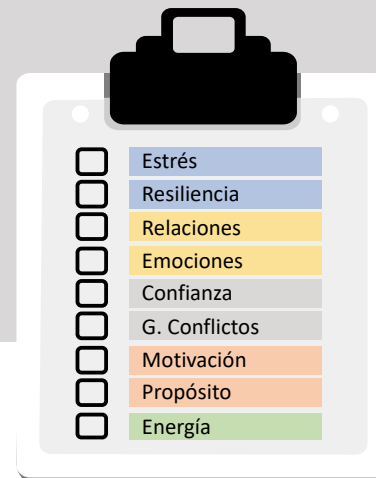 Estrés
Resiliencia
Relaciones
Emociones
Confianza
G. Conflictos
Motivación
Propósito
Energía